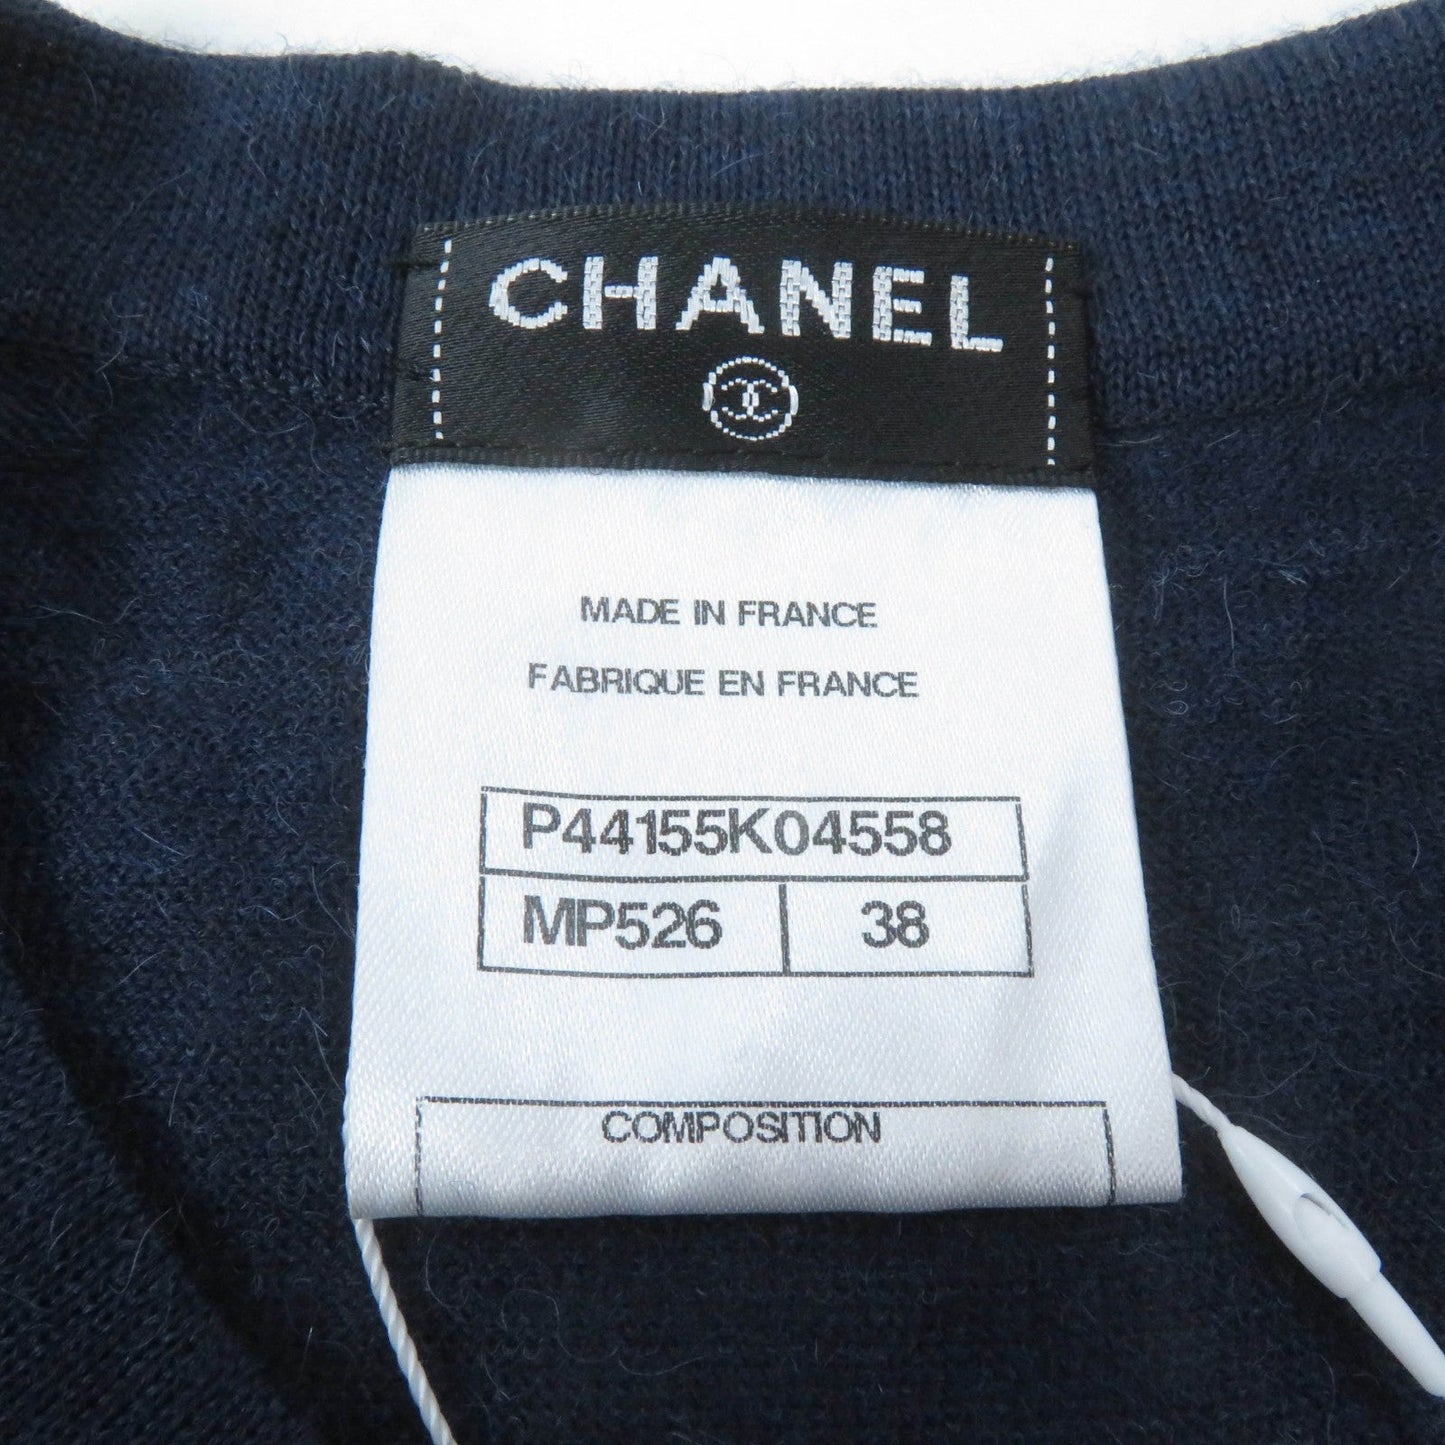 CHANEL
MADE IN FRANCE
FABRIQUE EN FRANCE
P44155K04558
MP526 38
COMPOSITION